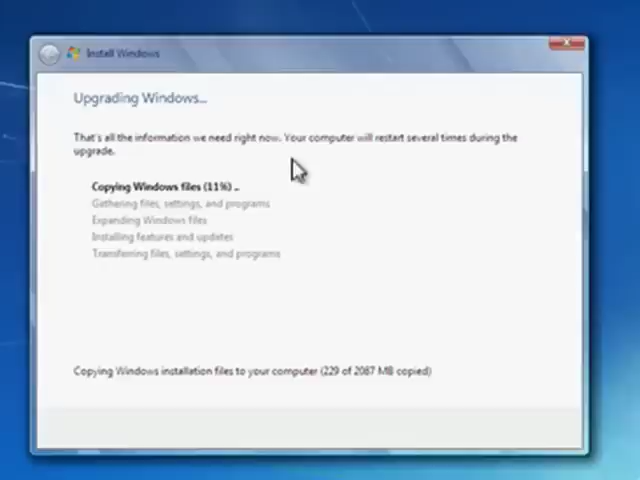 Install Windows
Upgrading Windows...
That's all the information we need right now. Your computer will restart several times during the
upgrade.
Copying Windows files (11%) ..
Gathering files, settings, and programs
Expanding Windows files
Installing features and updates
Transferring files, settings, and programs
Copying Windows installation files to your computer (229 of 2087 MB copied)